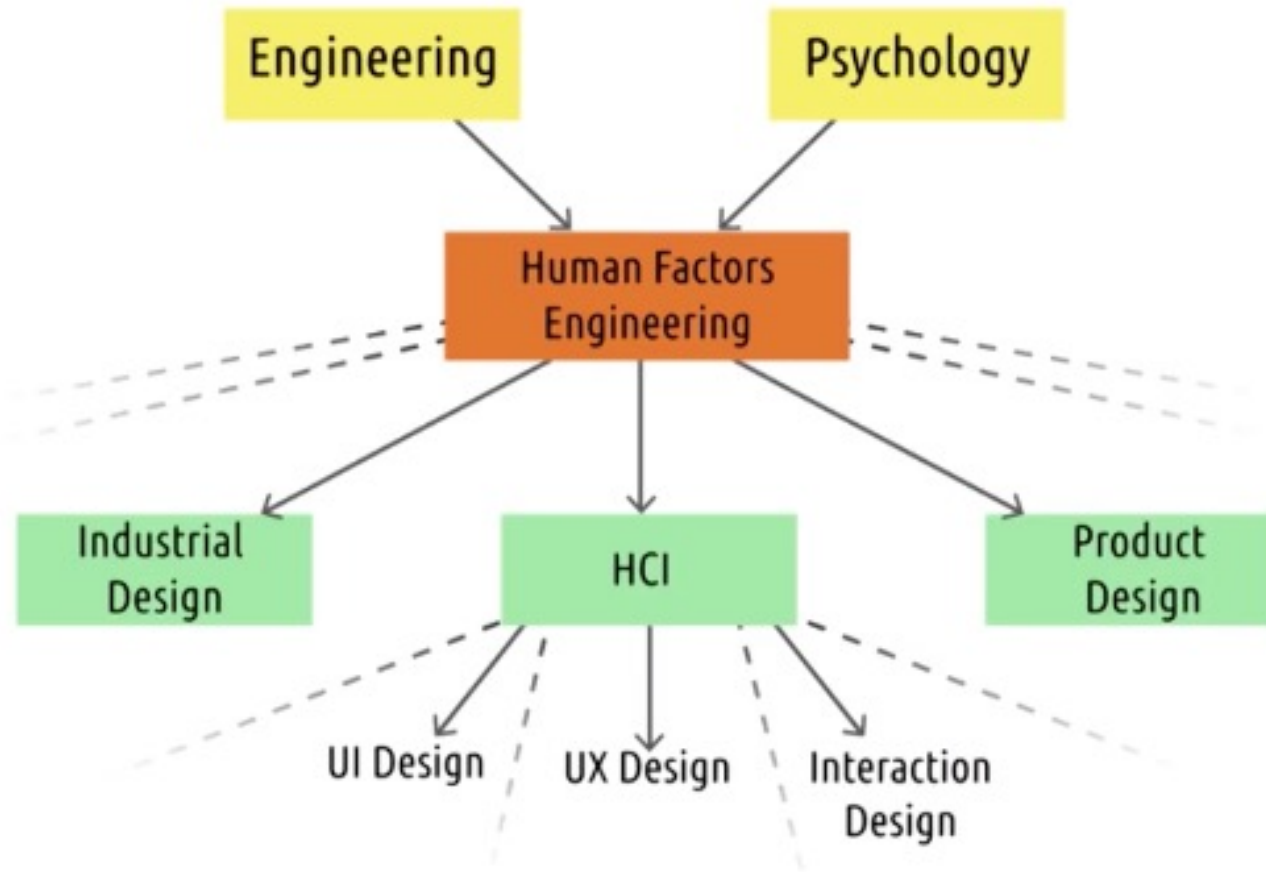 Engineering
Psychology
Human Factors
Engineering
Industrial
Design
HCI
Product
Design
UI Design
UX Design
Interaction
Design